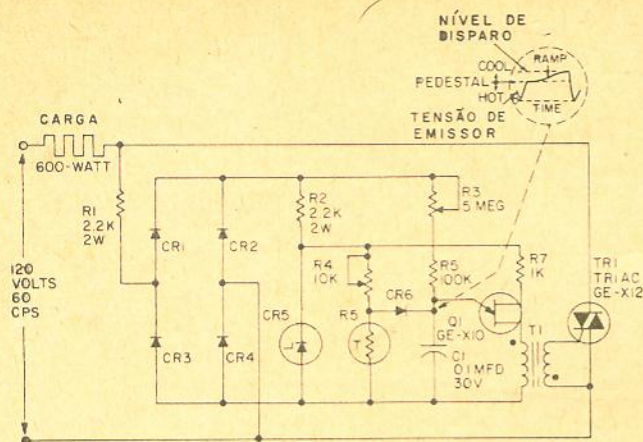 NÍVEL DE
DISPARO
RAMP
COOL
PEDESTAL
HOT
TIME
TENSÃO DE
EMISSOR
CARGA
600-WATT
R1
2.2K
2W
CR1
CR2
R2
2.2K
2W
R3
5 MEG
R4
10K
R5
100K
R7
1K
TR1
TRIAC
GE-X12
120
VOLTS
60
CPS
CR5
R5
CR6
Q1
GE-X10
T1
CR3
CR4
T
C1
0.1 MFD
30V